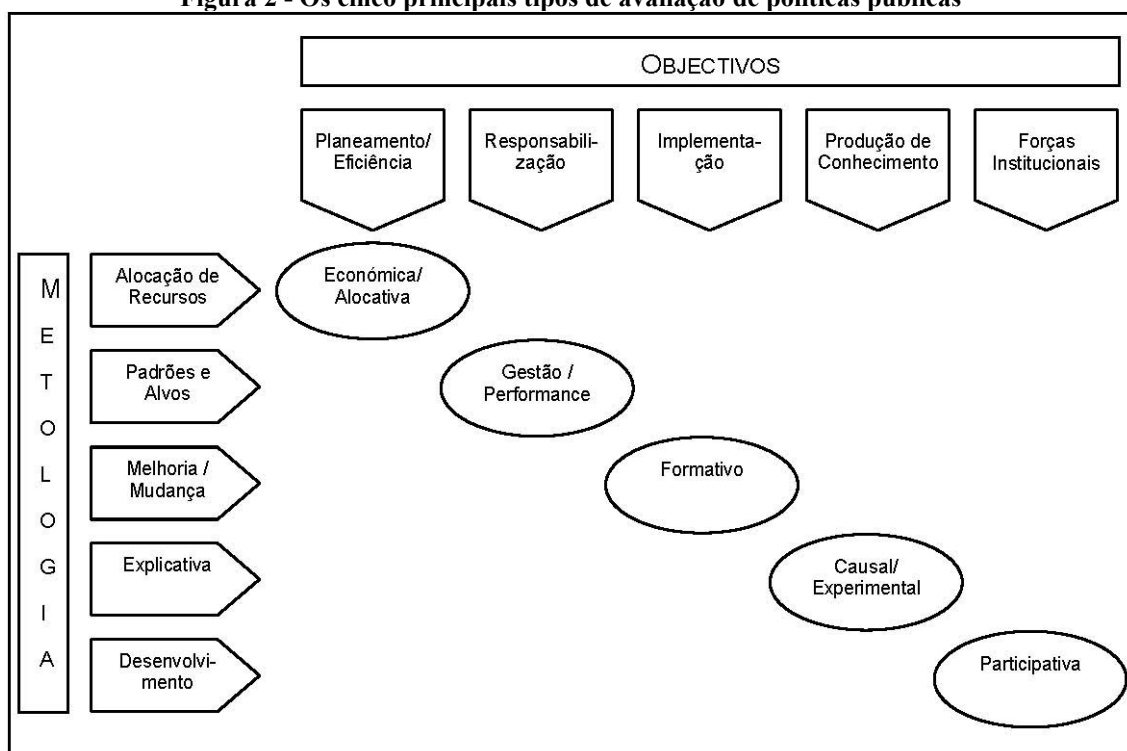 Figura 2 - Os cinco principais tipos de avaliação de políticas públicas
OBJECTIVOS
Planeamento/
Eficiência
Responsabili-
zação
Implementa-
ção
Produção de
Conhecimento
Forças
Institucionais
M
E
T
O
L
O
G
I
A
Alocação de
Recursos
Económica/
Alocativa
Padrões e
Alvos
Gestão /
Performance
Melhoria /
Mudança
Formativo
Explicativa
Causal/
Experimental
Desenvolvi-
mento
Participativa